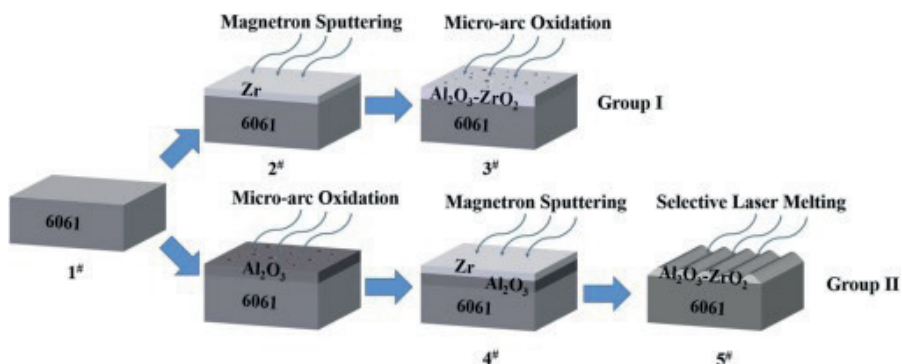 Magnetron Sputtering
Micro-arc Oxidation
Zr
6061
2#
Al₂O₃-ZrO₂
6061
3#
Group I
6061
1#
Micro-arc Oxidation
Magnetron Sputtering
Selective Laser Melting
Al₂O₃
6061
Zr
Al₂O₃
6061
4#
Al₂O₃-ZrO₂
6061
5#
Group II